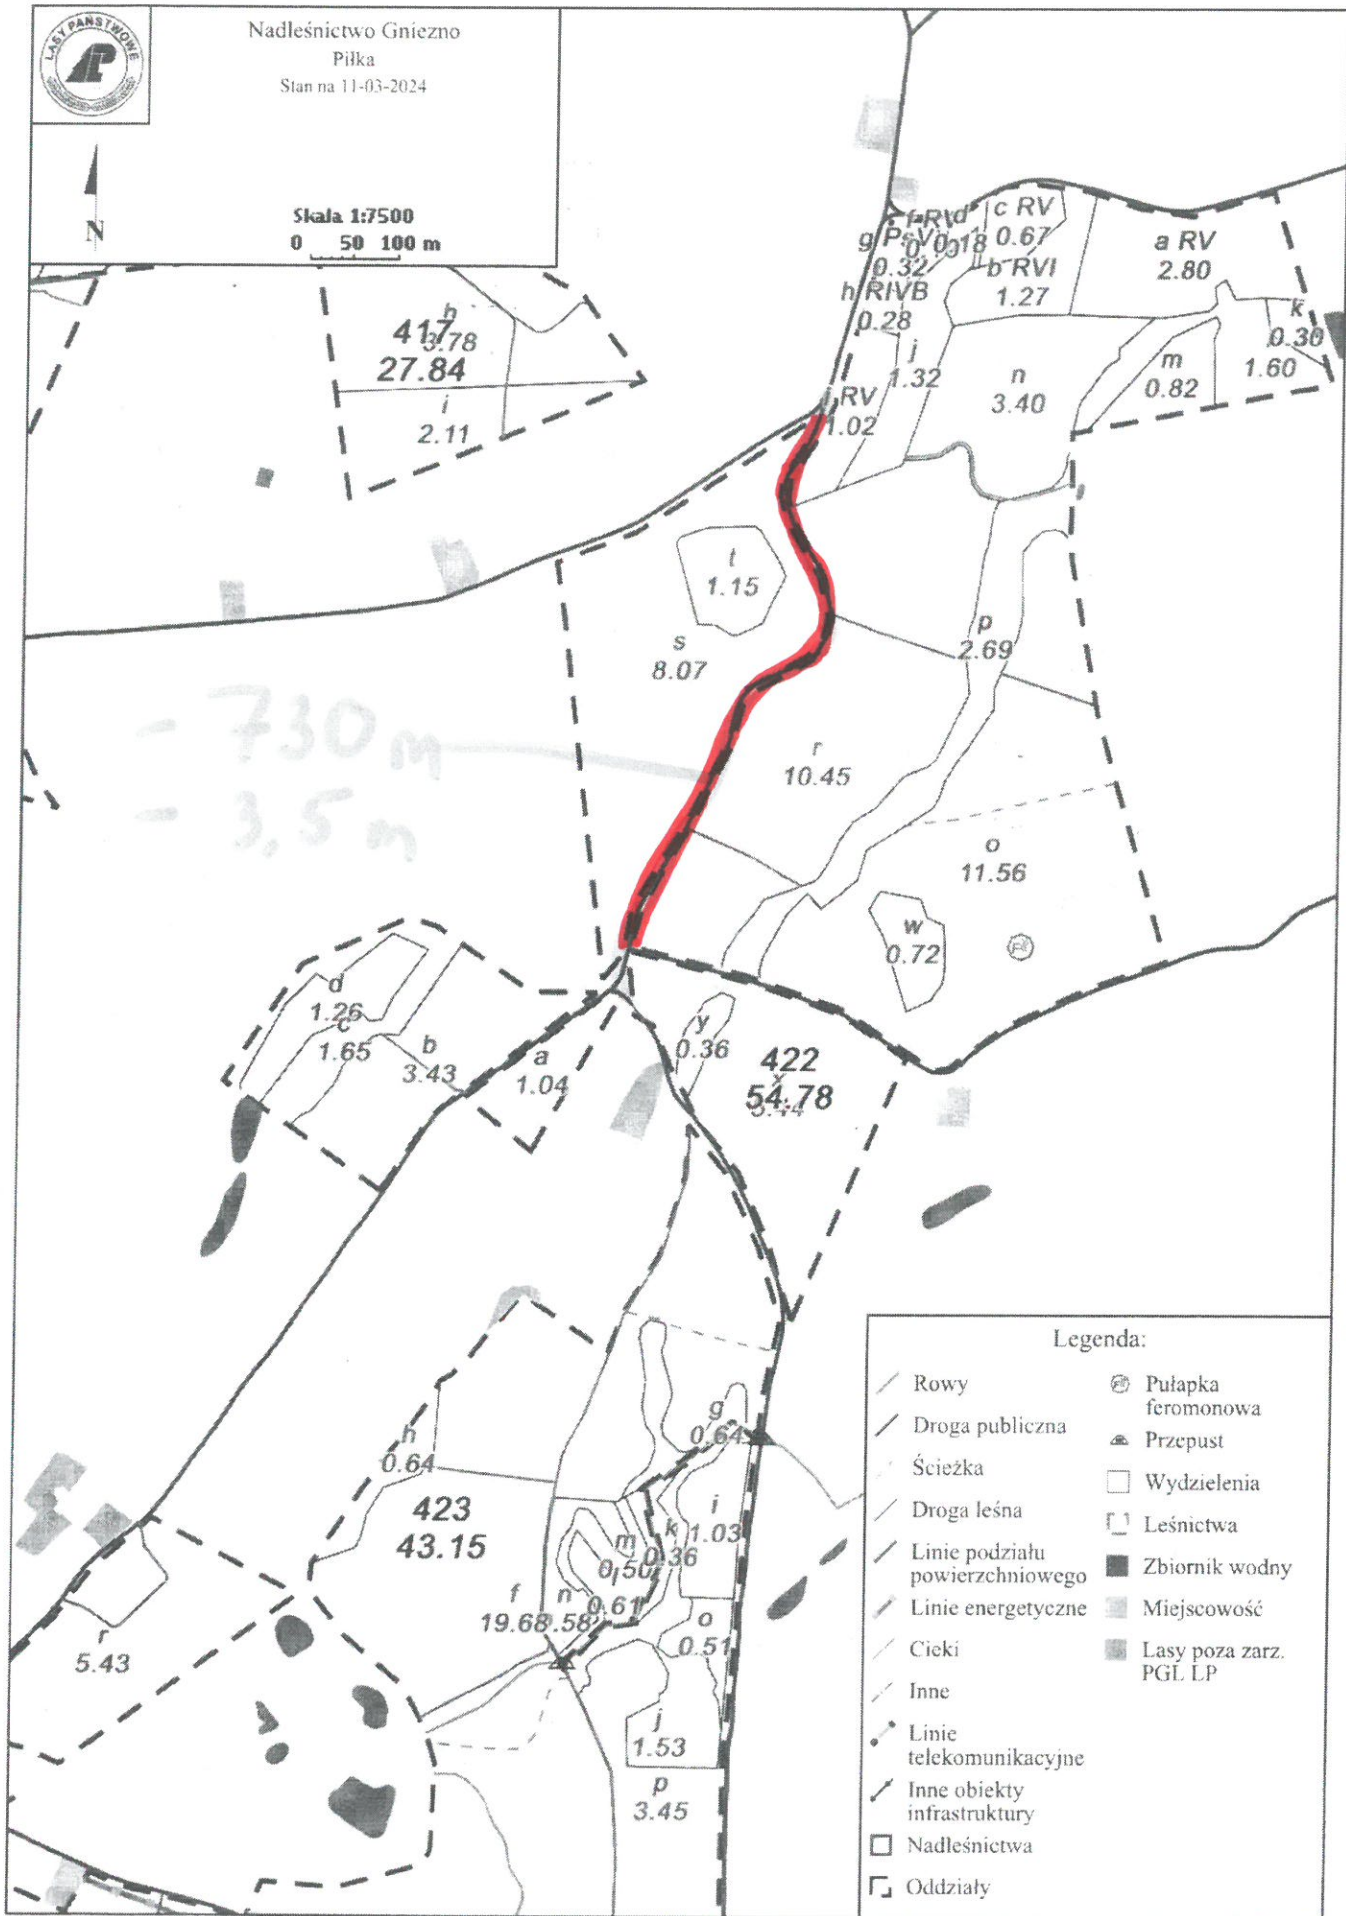 LASY PAŃSTWOWE
Nadleśnictwo Gniezno
Piłka
Stan na 11-03-2024
N
Skala 1:7500
0 50 100 m
c RV
0.67
a RV
2.80
g
0.32
0.18
b RVI
1.27
h RIVB
0.28
j
1.32
k
0.30
1.60
m
0.82
n
3.40
h
417
3.78
27.84
i
2.11
i RV
1.02
l
1.15
s
8.07
p
2.69
- 730 m
- 3,5 m
r
10.45
o
11.56
w
0.72
d
1.26
c
1.65
b
3.43
a
1.04
y
0.36
422
x
54.78
h
0.64
423
43.15
g
0.64
i
1.03
k
0.36
m
0.50
l
0.61
f
19.68
n
0.58
o
0.51
r
5.43
j
1.53
p
3.45
Legenda:
Rowy
Droga publiczna
Ścieżka
Droga leśna
Linie podziału
powierzchniowego
Linie energetyczne
Cieki
Inne
Linie
telekomunikacyjne
Inne obiekty
infrastruktury
Nadleśnictwa
Oddziały
Pułapka
feromonowa
Przepust
Wydzielenia
Leśnictwa
Zbiornik wodny
Miejscowość
Lasy poza zarz.
PGL LP